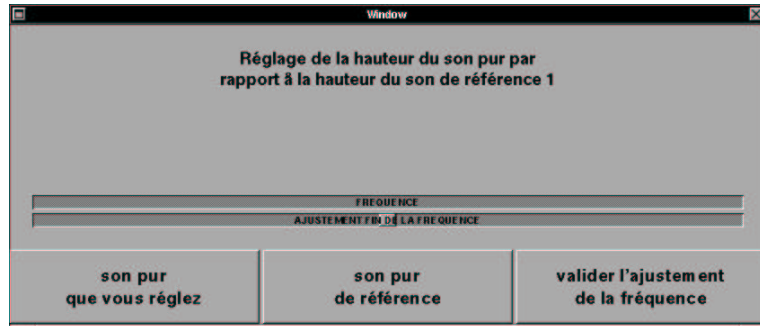 Window
Réglage de la hauteur du son pur par
rapport â la hauteur du son de référence 1
FREQUENCE
AJUSTEMENT FIN DE LA FREQUENCE
son pur
que vous réglez
son pur
de référence
valider l'ajustement
de la fréquence